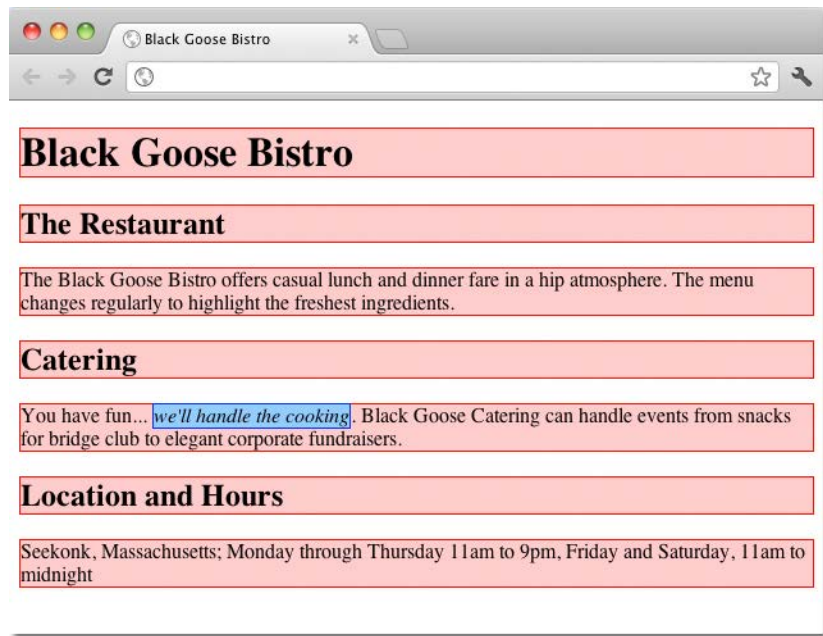 Black Goose Bistro
Black Goose Bistro
The Restaurant
The Black Goose Bistro offers casual lunch and dinner fare in a hip atmosphere. The menu
changes regularly to highlight the freshest ingredients.
Catering
You have fun... we'll handle the cooking. Black Goose Catering can handle events from snacks
for bridge club to elegant corporate fundraisers.
Location and Hours
Seekonk, Massachusetts; Monday through Thursday 11am to 9pm, Friday and Saturday, 11am to
midnight